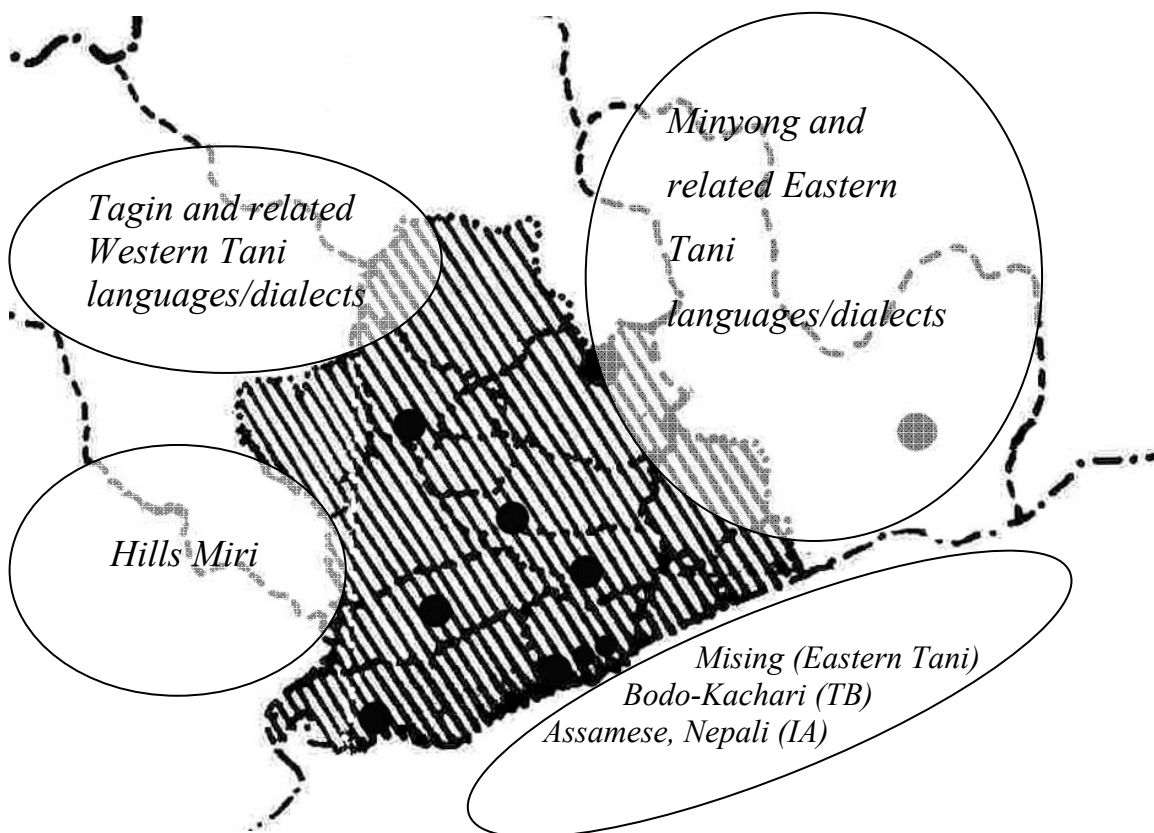 Minyong and
related Eastern
Tani
languages/dialects
Tagin and related
Western Tani
languages/dialects
Hills Miri
Mising (Eastern Tani)
Bodo-Kachari (TB)
Assamese, Nepali (IA)